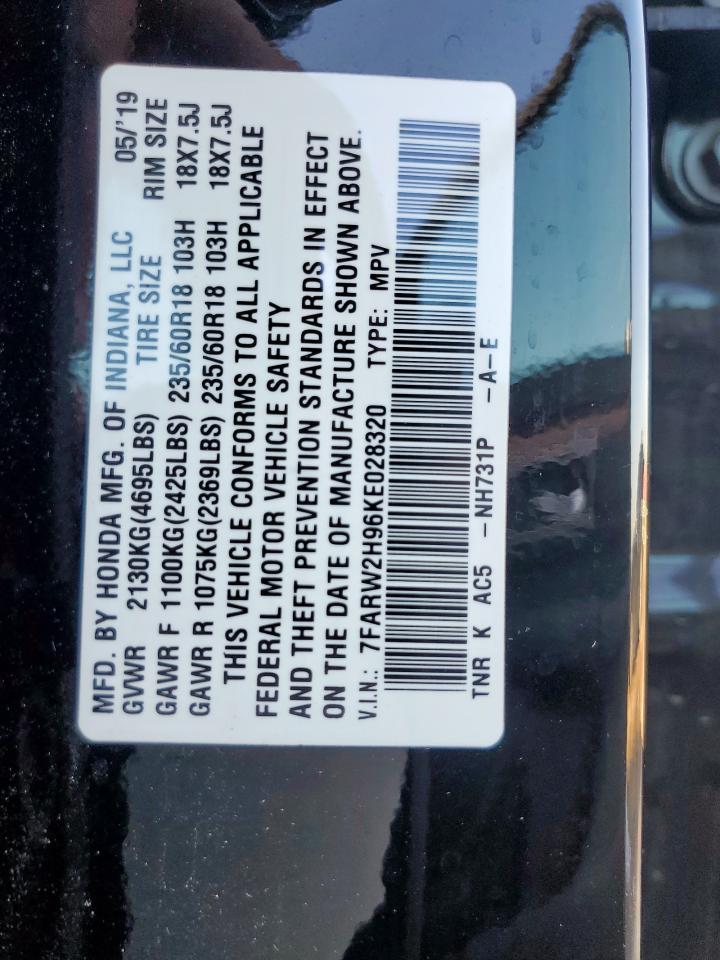 MFD. BY HONDA MFG. OF INDIANA, LLC 05/'19
GVWR 2130KG(4695LBS) TIRE SIZE RIM SIZE
GAWR F 1100KG(2425LBS) 235/60R18 103H 18X7.5J
GAWR R 1075KG(2369LBS) 235/60R18 103H 18X7.5J
THIS VEHICLE CONFORMS TO ALL APPLICABLE
FEDERAL MOTOR VEHICLE SAFETY
AND THEFT PREVENTION STANDARDS IN EFFECT
ON THE DATE OF MANUFACTURE SHOWN ABOVE.
V.I.N.: 7FARW2H96KE028320 TYPE: MPV
TNR K AC5 -NH731P -A-E